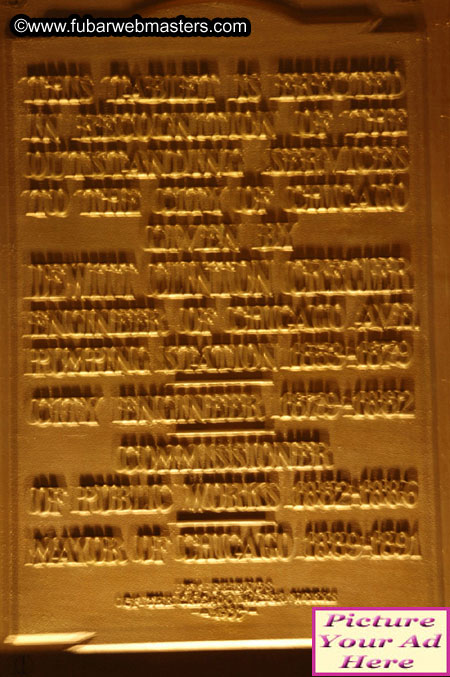 ©www.fubarwebmasters.com
THIS TABLET IS ERECTED
IN RECOGNITION OF THE
OUTSTANDING SERVICES
TO THE CITY OF CHICAGO
GIVEN BY
DEWITT CLINTON CREGIER
ENGINEER OF CHICAGO AVE
PUMPING STATION 1853-1879
CITY ENGINEER 1879-1882
COMMISSIONER
OF PUBLIC WORKS 1882-1886
MAYOR OF CHICAGO 1889-1891
Picture
Your Ad
Here